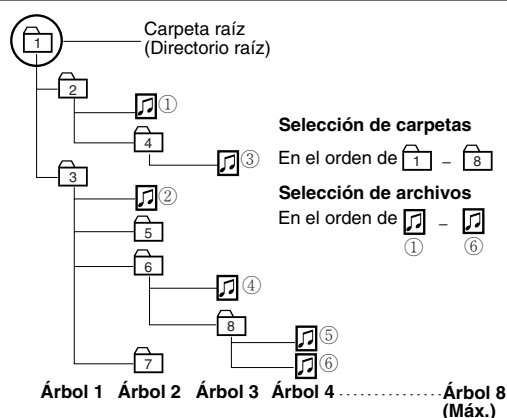 Carpeta raíz
(Directorio raíz)
1
2
①
4
③
3
②
5
6
④
8
⑤
⑥
7
Selección de carpetas
En el orden de 1 – 8
Selección de archivos
En el orden de –
① ⑥
Árbol 1 Árbol 2 Árbol 3 Árbol 4 ............... Árbol 8
(Máx.)